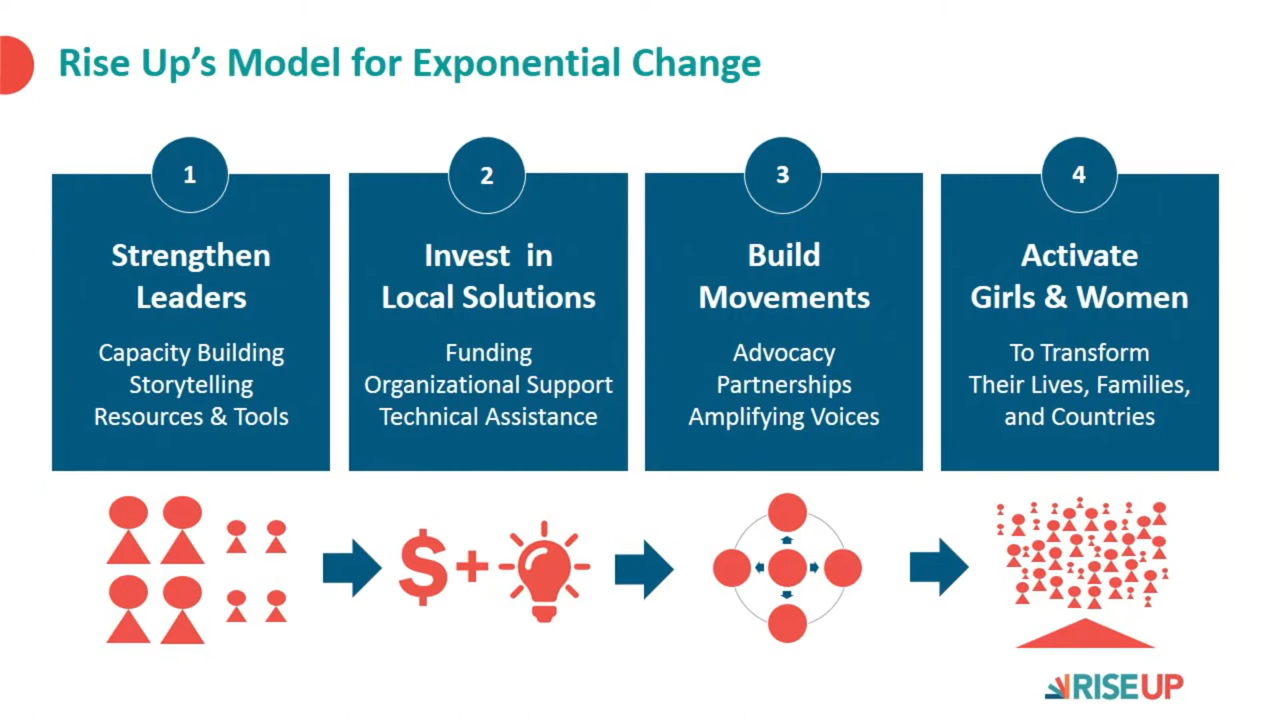 Rise Up’s Model for Exponential Change
1
Strengthen
Leaders
Capacity Building
Storytelling
Resources & Tools
2
Invest in
Local Solutions
Funding
Organizational Support
Technical Assistance
3
Build
Movements
Advocacy
Partnerships
Amplifying Voices
4
Activate
Girls & Women
To Transform
Their Lives, Families,
and Countries
$ +
RISE UP